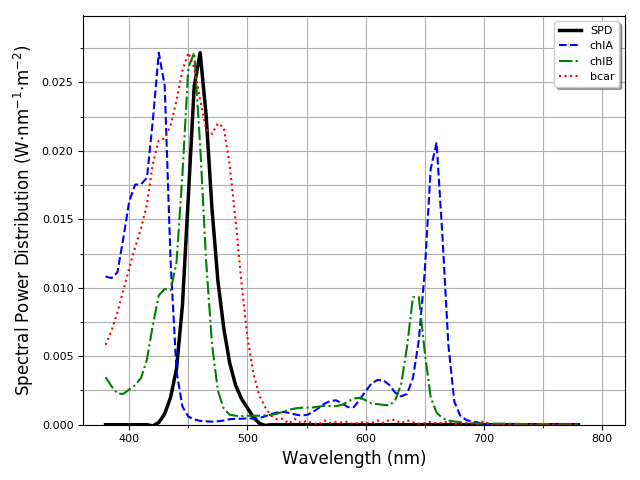 SPD
chlA
chlB
bcar
0.025
0.020
0.015
0.010
0.005
0.000
Spectral Power Distribution (W·nm⁻¹·m⁻²)
400 500 600 700 800
Wavelength (nm)